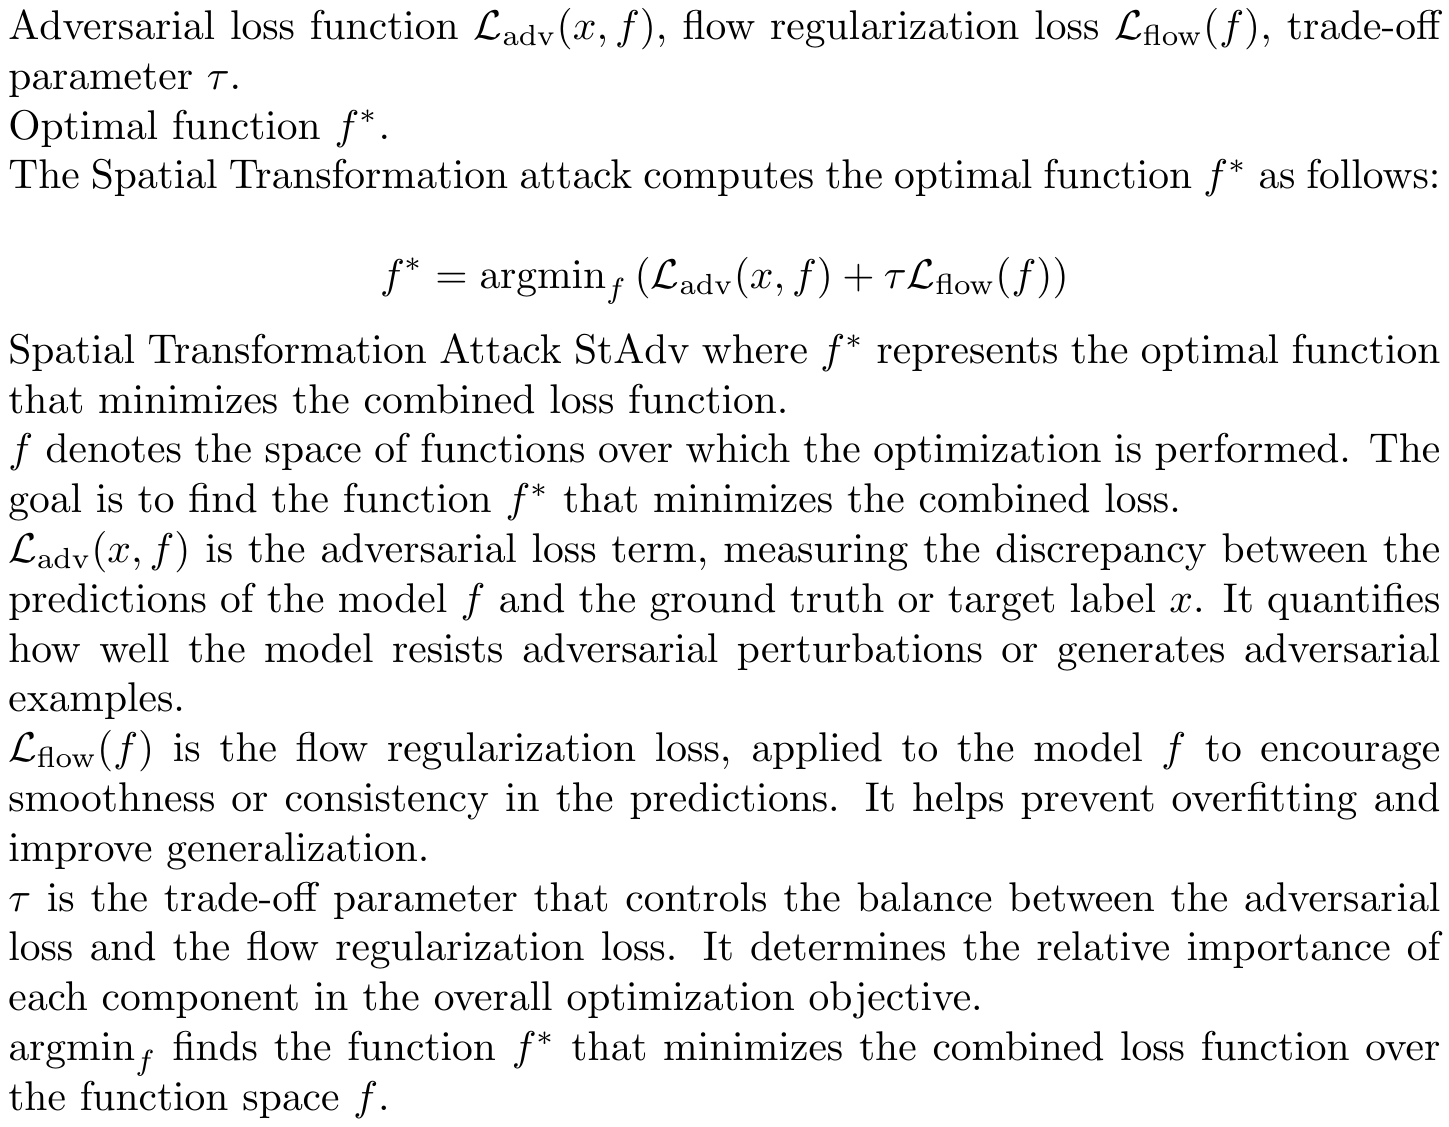 Adversarial loss function $\mathcal{L}_{\text{adv}}(x, f)$, flow regularization loss $\mathcal{L}_{\text{flow}}(f)$, trade-off
parameter $\tau$.
Optimal function $f^*$.
The Spatial Transformation attack computes the optimal function $f^*$ as follows:
$f^* = \text{argmin}_f \left( \mathcal{L}_{\text{adv}}(x, f) + \tau \mathcal{L}_{\text{flow}}(f) \right)$
Spatial Transformation Attack StAdv where $f^*$ represents the optimal function
that minimizes the combined loss function.
$f$ denotes the space of functions over which the optimization is performed. The
goal is to find the function $f^*$ that minimizes the combined loss.
$\mathcal{L}_{\text{adv}}(x, f)$ is the adversarial loss term, measuring the discrepancy between the
predictions of the model $f$ and the ground truth or target label $x$. It quantifies
how well the model resists adversarial perturbations or generates adversarial
examples.
$\mathcal{L}_{\text{flow}}(f)$ is the flow regularization loss, applied to the model $f$ to encourage
smoothness or consistency in the predictions. It helps prevent overfitting and
improve generalization.
$\tau$ is the trade-off parameter that controls the balance between the adversarial
loss and the flow regularization loss. It determines the relative importance of
each component in the overall optimization objective.
$\text{argmin}_f$ finds the function $f^*$ that minimizes the combined loss function over
the function space $f$.